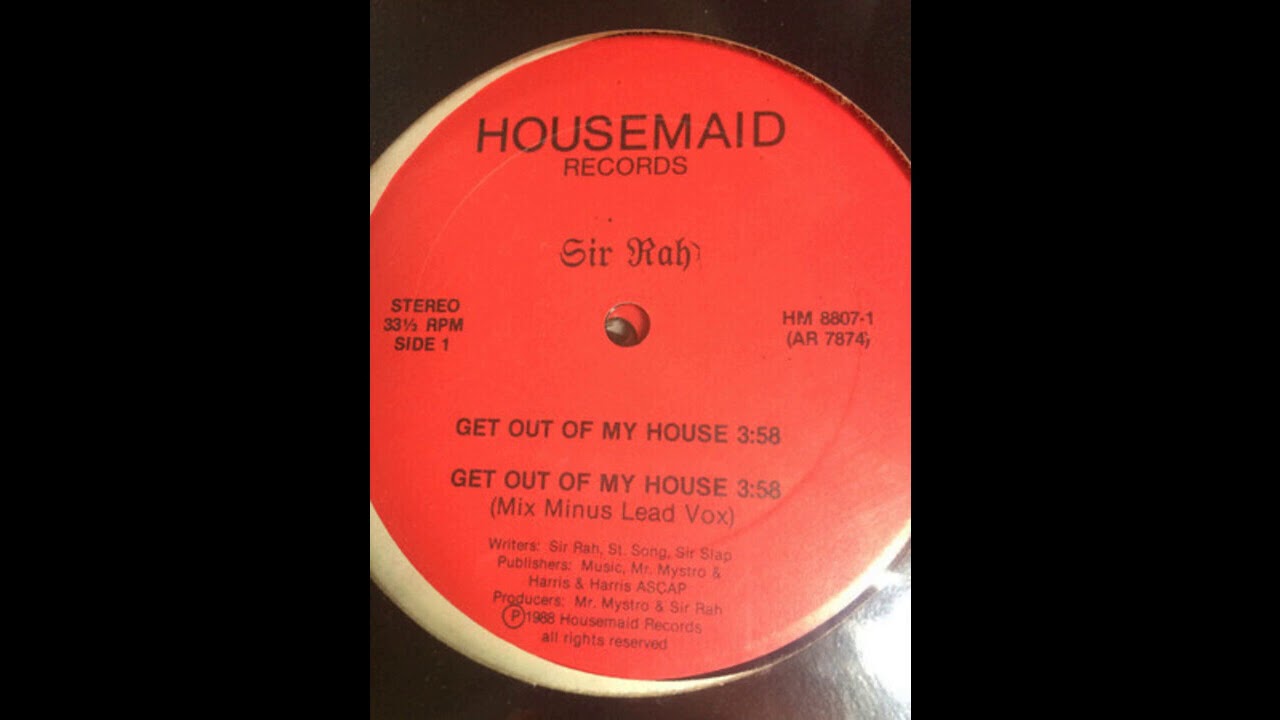 HOUSEMAID
RECORDS
Sir Rah
STEREO
33⅓ RPM
SIDE 1
HM 8807-1
(AR 7874)
GET OUT OF MY HOUSE 3:58
GET OUT OF MY HOUSE 3:58
(Mix Minus Lead Vox)
Writers: Sir Rah, St. Song, Sir Slap
Publishers: Music, Mr. Mystro &
Harris & Harris ASCAP
Producers: Mr. Mystro & Sir Rah
Ⓟ1988 Housemaid Records
all rights reserved